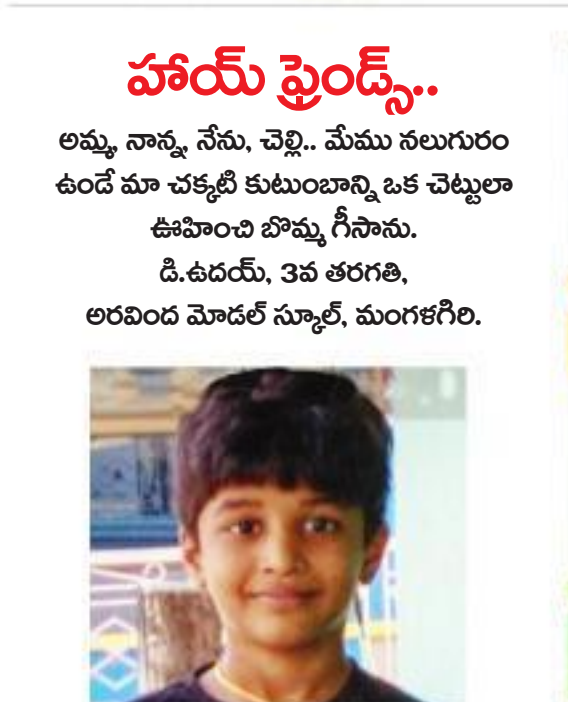 హాయ్ ఫ్రెండ్స్..
అమ్మ, నాన్న, నేను, చెల్లి.. మేము నలుగురం
ఉండే మా చక్కటి కుటుంబాన్ని ఒక చెట్టులా
ఊహించి బొమ్మ గీసాను.
డి.ఉదయ్, 3వ తరగతి,
అరవింద మోడల్ స్కూల్, మంగళగిరి.